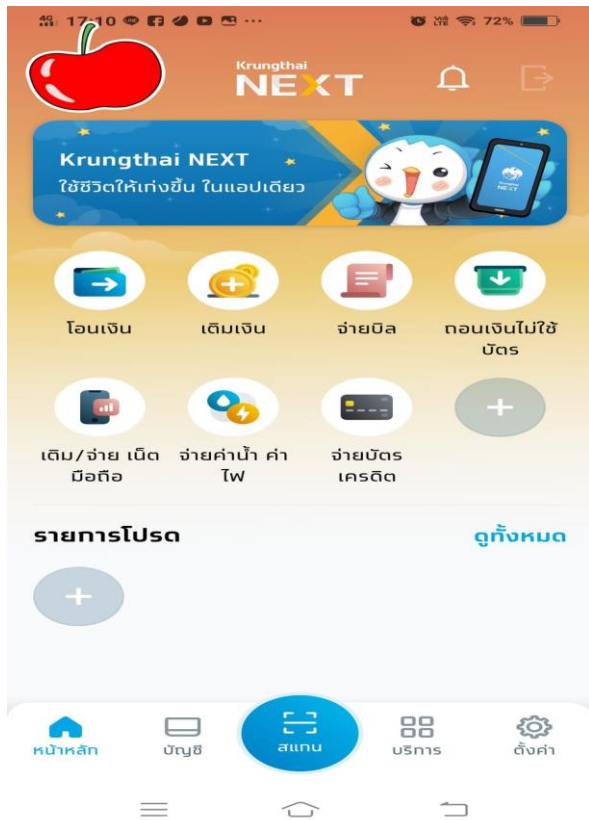 4G 17:10 ... VoLTE 72%
Krungthai
NEXT
Krungthai NEXT
ใช้ชีวิตให้เก่งขึ้น ในแอปเดียว
Krungthai
NEXT
โอนเงิน เติมเงิน จ่ายบิล ถอนเงินไม่ใช้
บัตร
เติม/จ่าย เน็ต จ่ายค่าน้ำ ค่า จ่ายบัตร
มือถือ ไฟ เครดิต
รายการโปรด ดูทั้งหมด
หน้าหลัก บัญชี สแกน บริการ ตั้งค่า